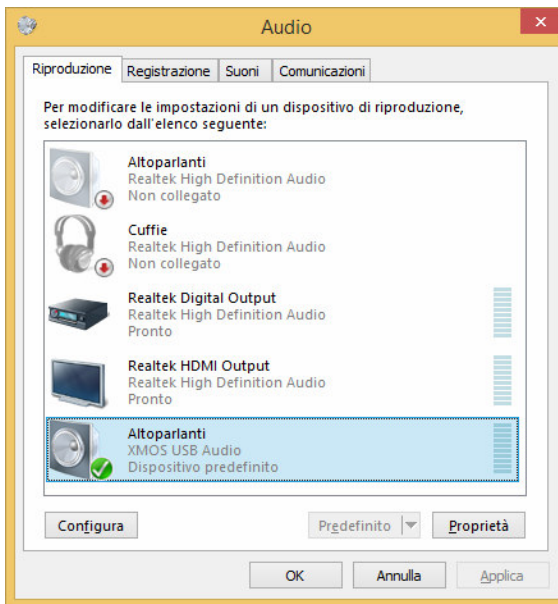 Audio
Riproduzione Registrazione Suoni Comunicazioni
Per modificare le impostazioni di un dispositivo di riproduzione,
selezionarlo dall'elenco seguente:
Altoparlanti
Realtek High Definition Audio
Non collegato
Cuffie
Realtek High Definition Audio
Non collegato
Realtek Digital Output
Realtek High Definition Audio
Pronto
Realtek HDMI Output
Realtek High Definition Audio
Pronto
Altoparlanti
XMOS USB Audio
Dispositivo predefinito
Configura Predefinito Proprietà
OK Annulla Applica